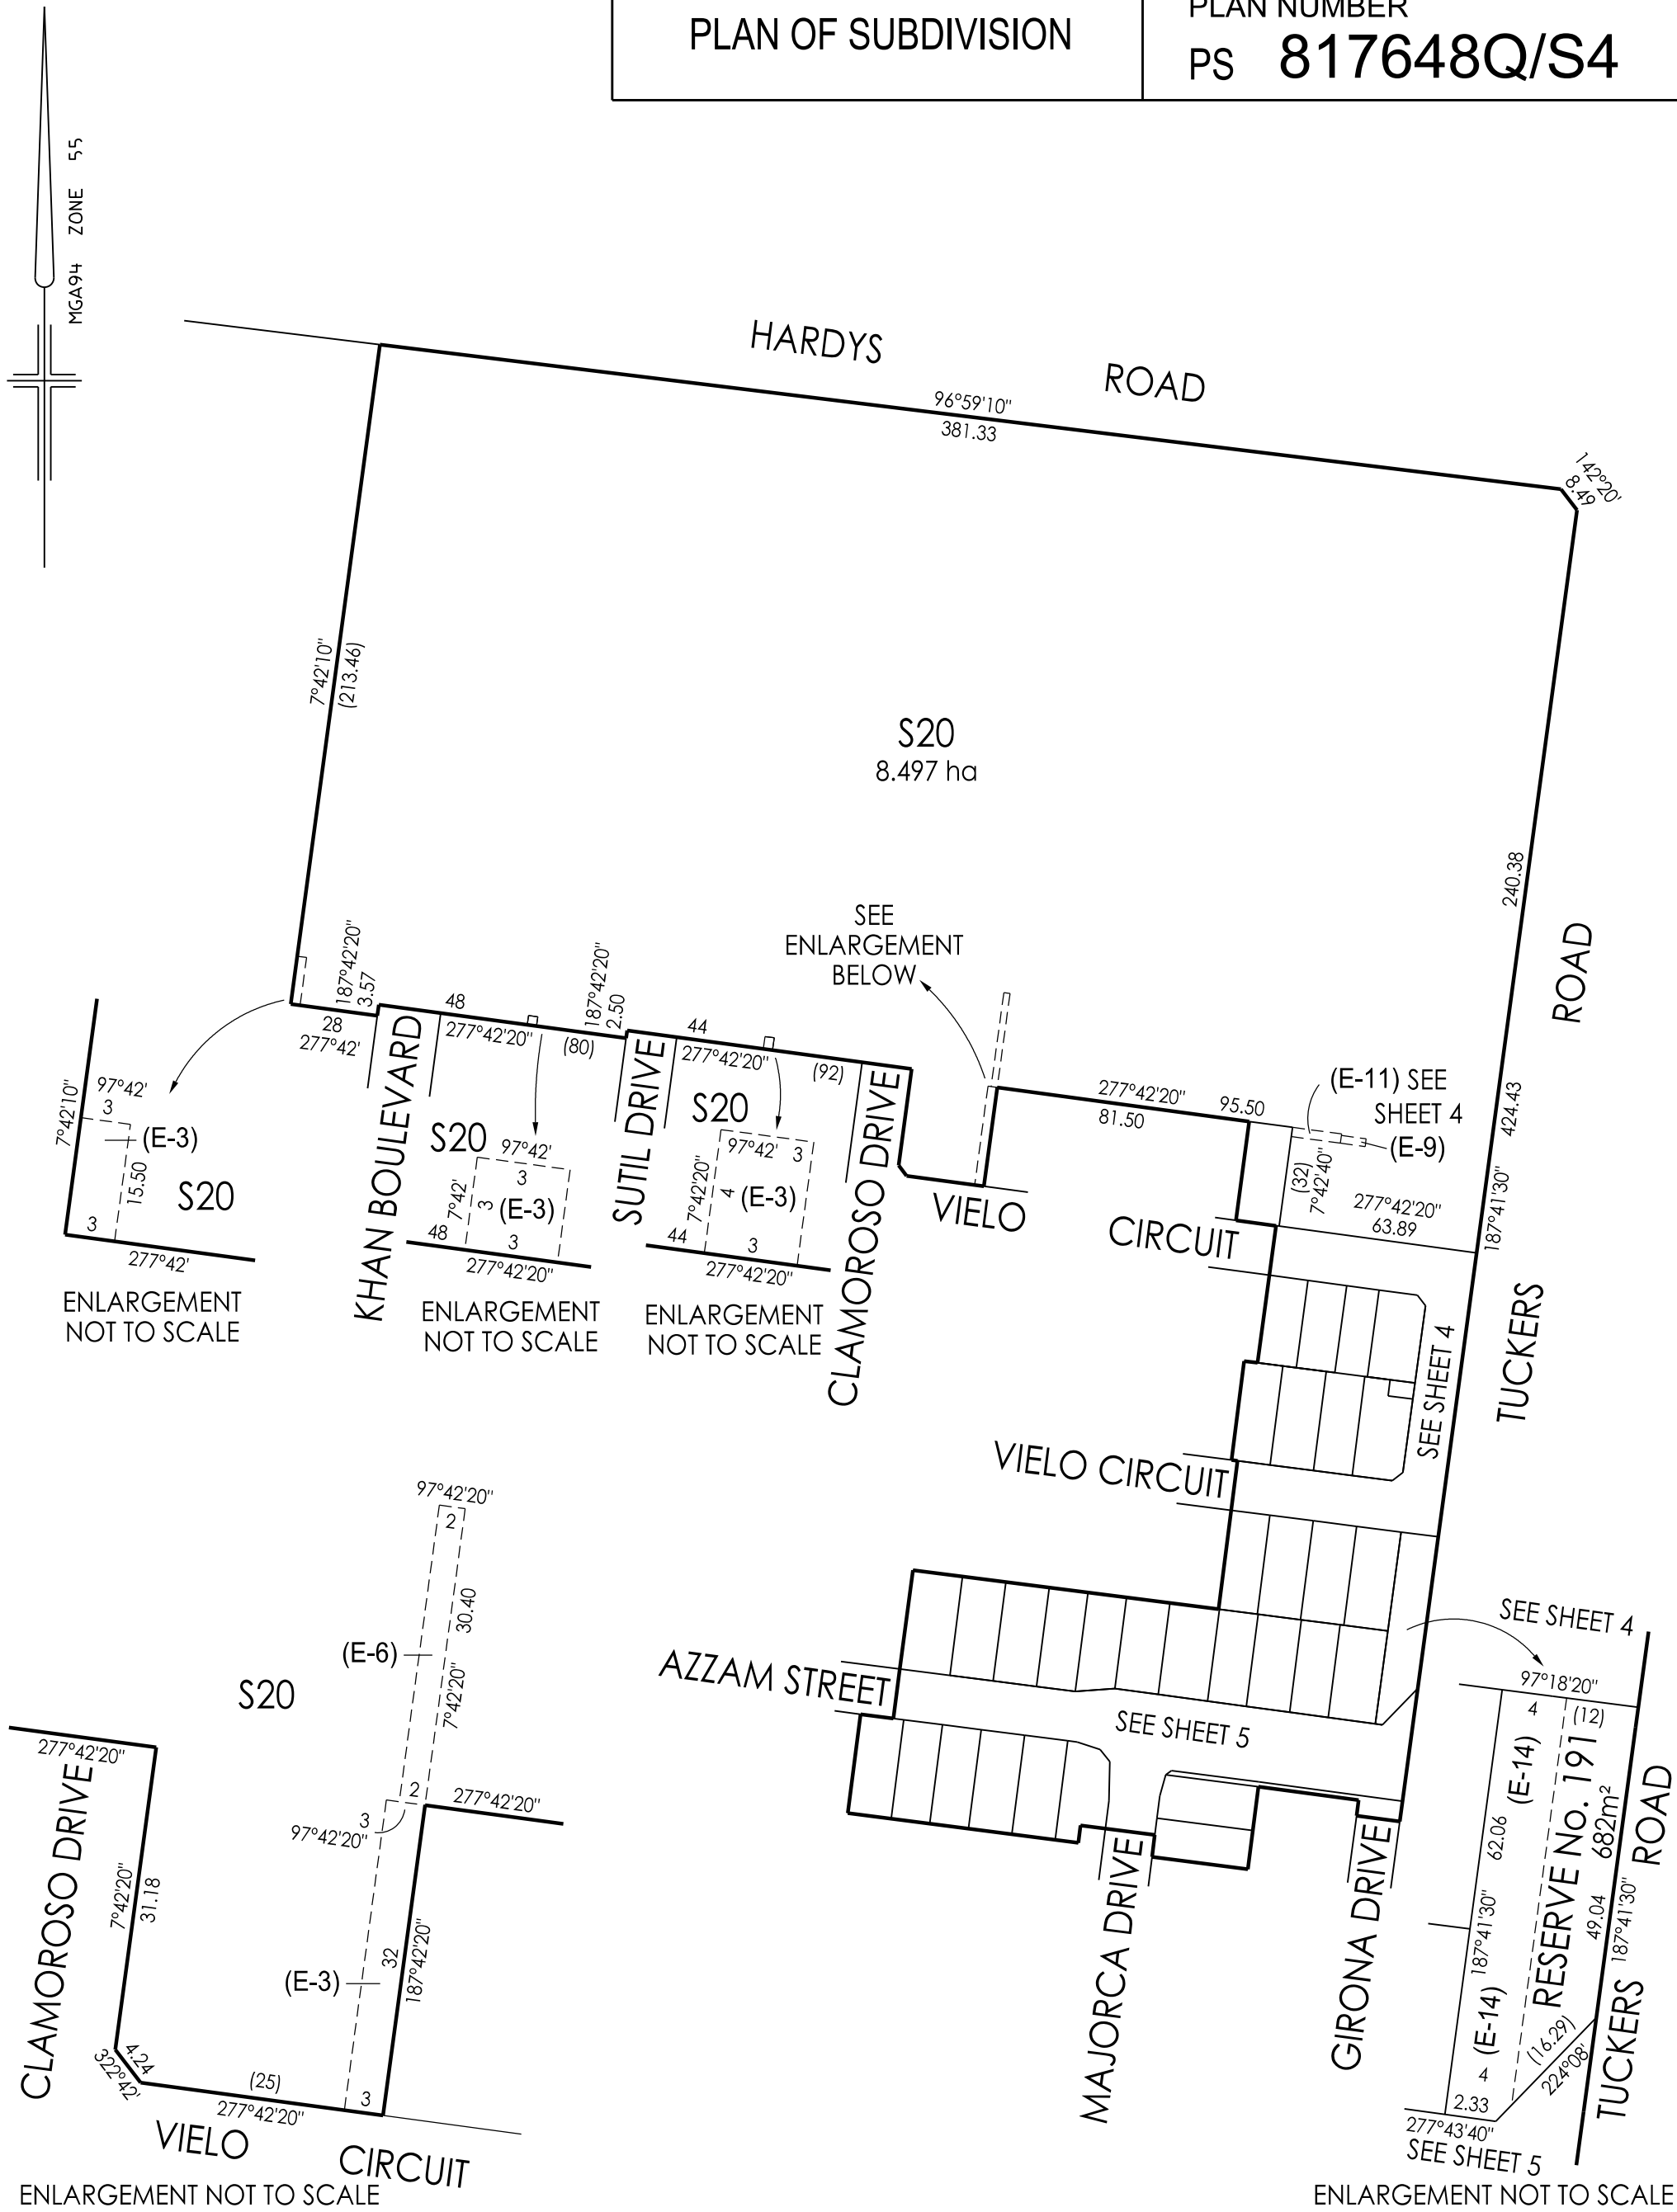 PLAN OF SUBDIVISION
PLAN NUMBER
PS 817648Q/S4
MGA94 ZONE 55
HARDYS ROAD
96°59'10"
381.33
142°20'
8.49
7°42'10"
(213.46)
S20
8.497 ha
240.38
ROAD
424.43
187°41'30"
TUCKERS
SEE
ENLARGEMENT
BELOW
187°42'20"
3.57
28
277°42'
48
277°42'20"
(80)
187°42'20"
2.50
44
277°42'20"
(92)
277°42'20"
81.50
95.50
(E-11) SEE
SHEET 4
3
(E-9)
(32)
7°42'40"
277°42'20"
63.89
KHAN BOULEVARD
SUTIL DRIVE
CLAMOROSO DRIVE
VIELO
CIRCUIT
7°42'10"
97°42'
3
(E-3)
15.50
S20
3
277°42'
ENLARGEMENT
NOT TO SCALE
S20
97°42'
3
7°42'
3
(E-3)
48
3
277°42'20"
ENLARGEMENT
NOT TO SCALE
S20
97°42'
3
7°42'20"
4
(E-3)
44
3
277°42'20"
ENLARGEMENT
NOT TO SCALE
SEE SHEET 4
VIELO CIRCUIT
AZZAM STREET
SEE SHEET 5
MAJORCA DRIVE
GIRONA DRIVE
97°42'20"
2
30.40
(E-6)
7°42'20"
S20
277°42'20"
CLAMOROSO DRIVE
2
277°42'20"
3
97°42'20"
7°42'20"
31.18
32
187°42'20"
(E-3)
4.24
322°42'
(25)
3
277°42'20"
VIELO
CIRCUIT
ENLARGEMENT NOT TO SCALE
SEE SHEET 4
97°18'20"
4
(12)
(E-14)
RESERVE No. 191
682m²
62.06
187°41'30"
49.04
187°41'30"
ROAD
TUCKERS
(E-14)
4
(16.29)
224°08'
2.33
277°43'40"
SEE SHEET 5
ENLARGEMENT NOT TO SCALE